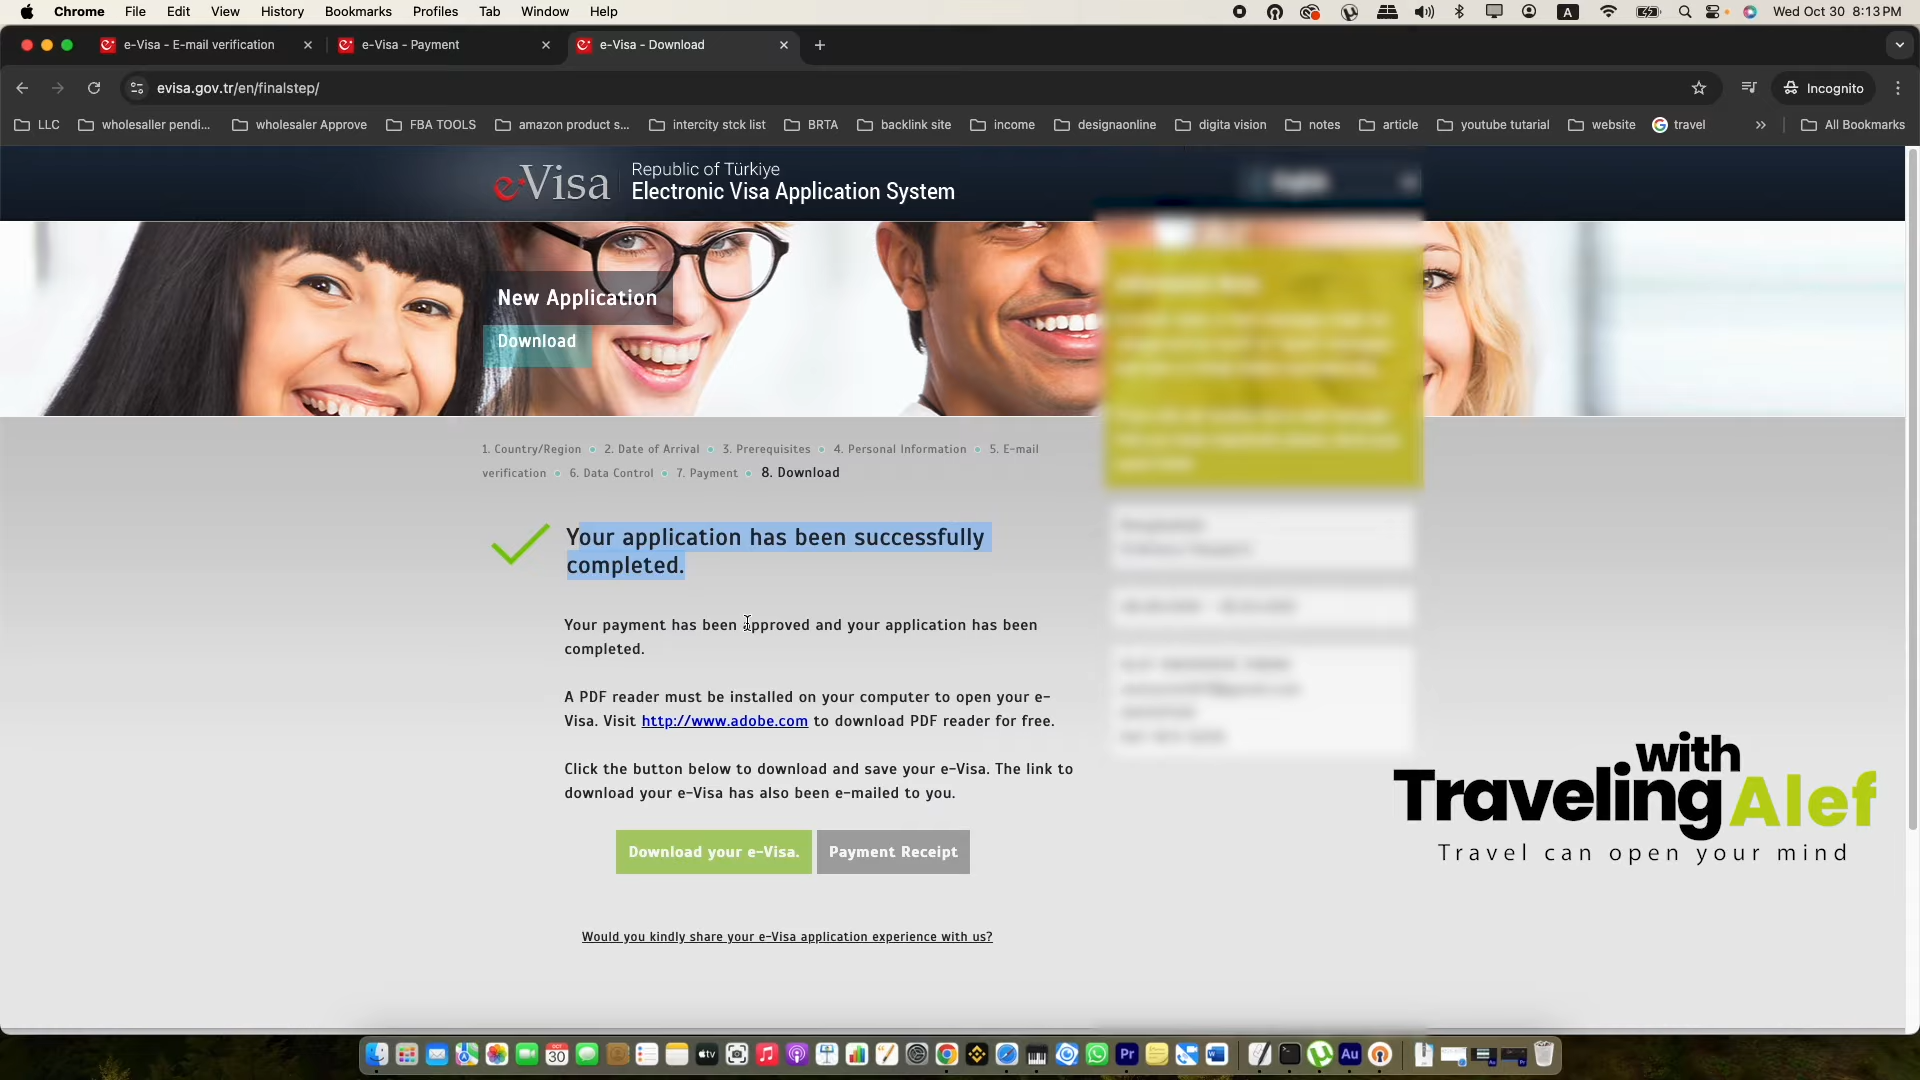 Chrome File Edit View History Bookmarks Profiles Tab Window Help A Wed Oct 30 8:13 PM
e-Visa - E-mail verification e-Visa - Payment e-Visa - Download
evisa.gov.tr/en/finalstep/ Incognito
LLC wholesaller pendi... wholesaler Approve FBA TOOLS amazon product s... intercity stck list BRTA backlink site income designaonline digita vision notes article youtube tutarial website travel » All Bookmarks
e-Visa Republic of Türkiye
Electronic Visa Application System
New Application
Download
1. Country/Region 2. Date of Arrival 3. Prerequisites 4. Personal Information 5. E-mail
verification 6. Data Control 7. Payment 8. Download
Your application has been successfully
completed.
Your payment has been approved and your application has been
completed.
A PDF reader must be installed on your computer to open your e-
Visa. Visit http://www.adobe.com to download PDF reader for free.
Click the button below to download and save your e-Visa. The link to
download your e-Visa has also been e-mailed to you.
Download your e-Visa. Payment Receipt
Would you kindly share your e-Visa application experience with us?
with
Traveling Alef
Travel can open your mind
OCT
30
tv
Pr
W
Au